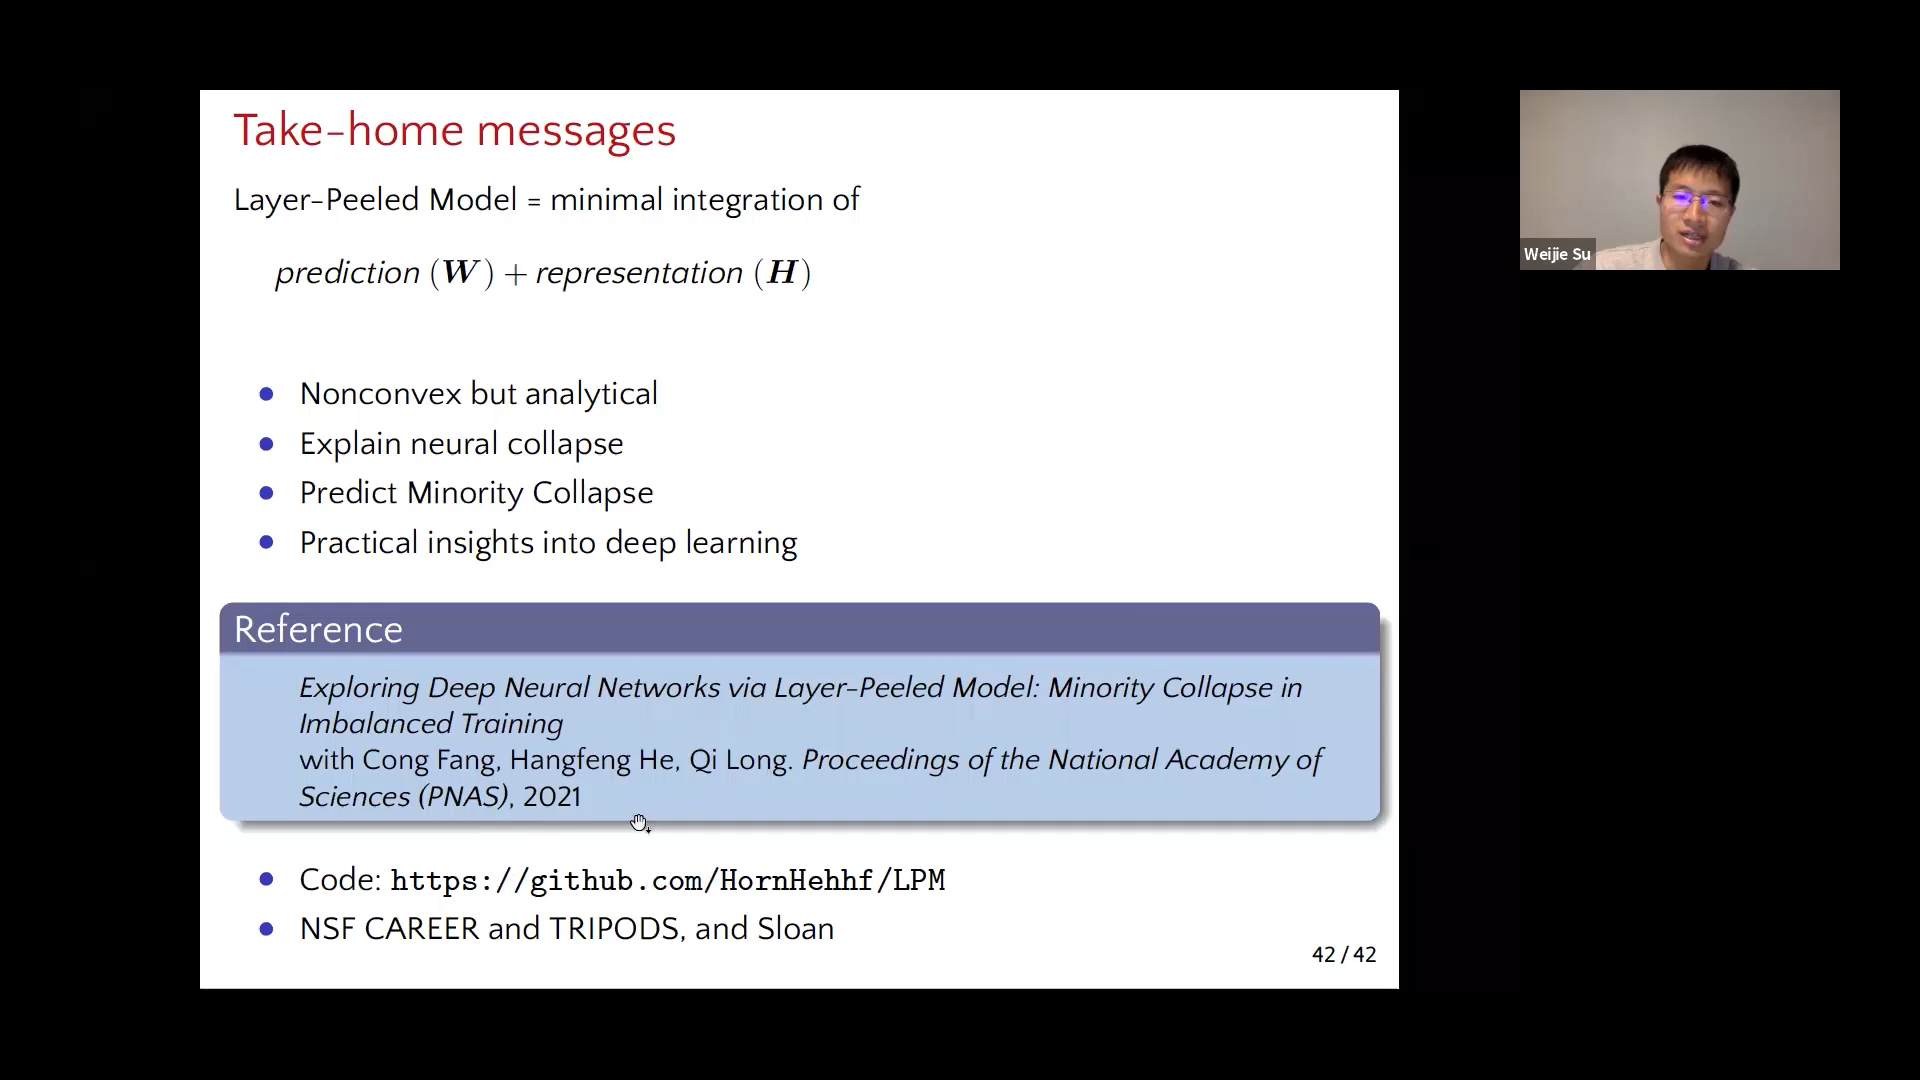 Take-home messages
Layer-Peeled Model = minimal integration of
prediction (W) + representation (H)
• Nonconvex but analytical
• Explain neural collapse
• Predict Minority Collapse
• Practical insights into deep learning
Reference
Exploring Deep Neural Networks via Layer-Peeled Model: Minority Collapse in
Imbalanced Training
with Cong Fang, Hangfeng He, Qi Long. Proceedings of the National Academy of
Sciences (PNAS), 2021
• Code: https://github.com/HornHehhf/LPM
• NSF CAREER and TRIPODS, and Sloan
42 / 42
Weijie Su